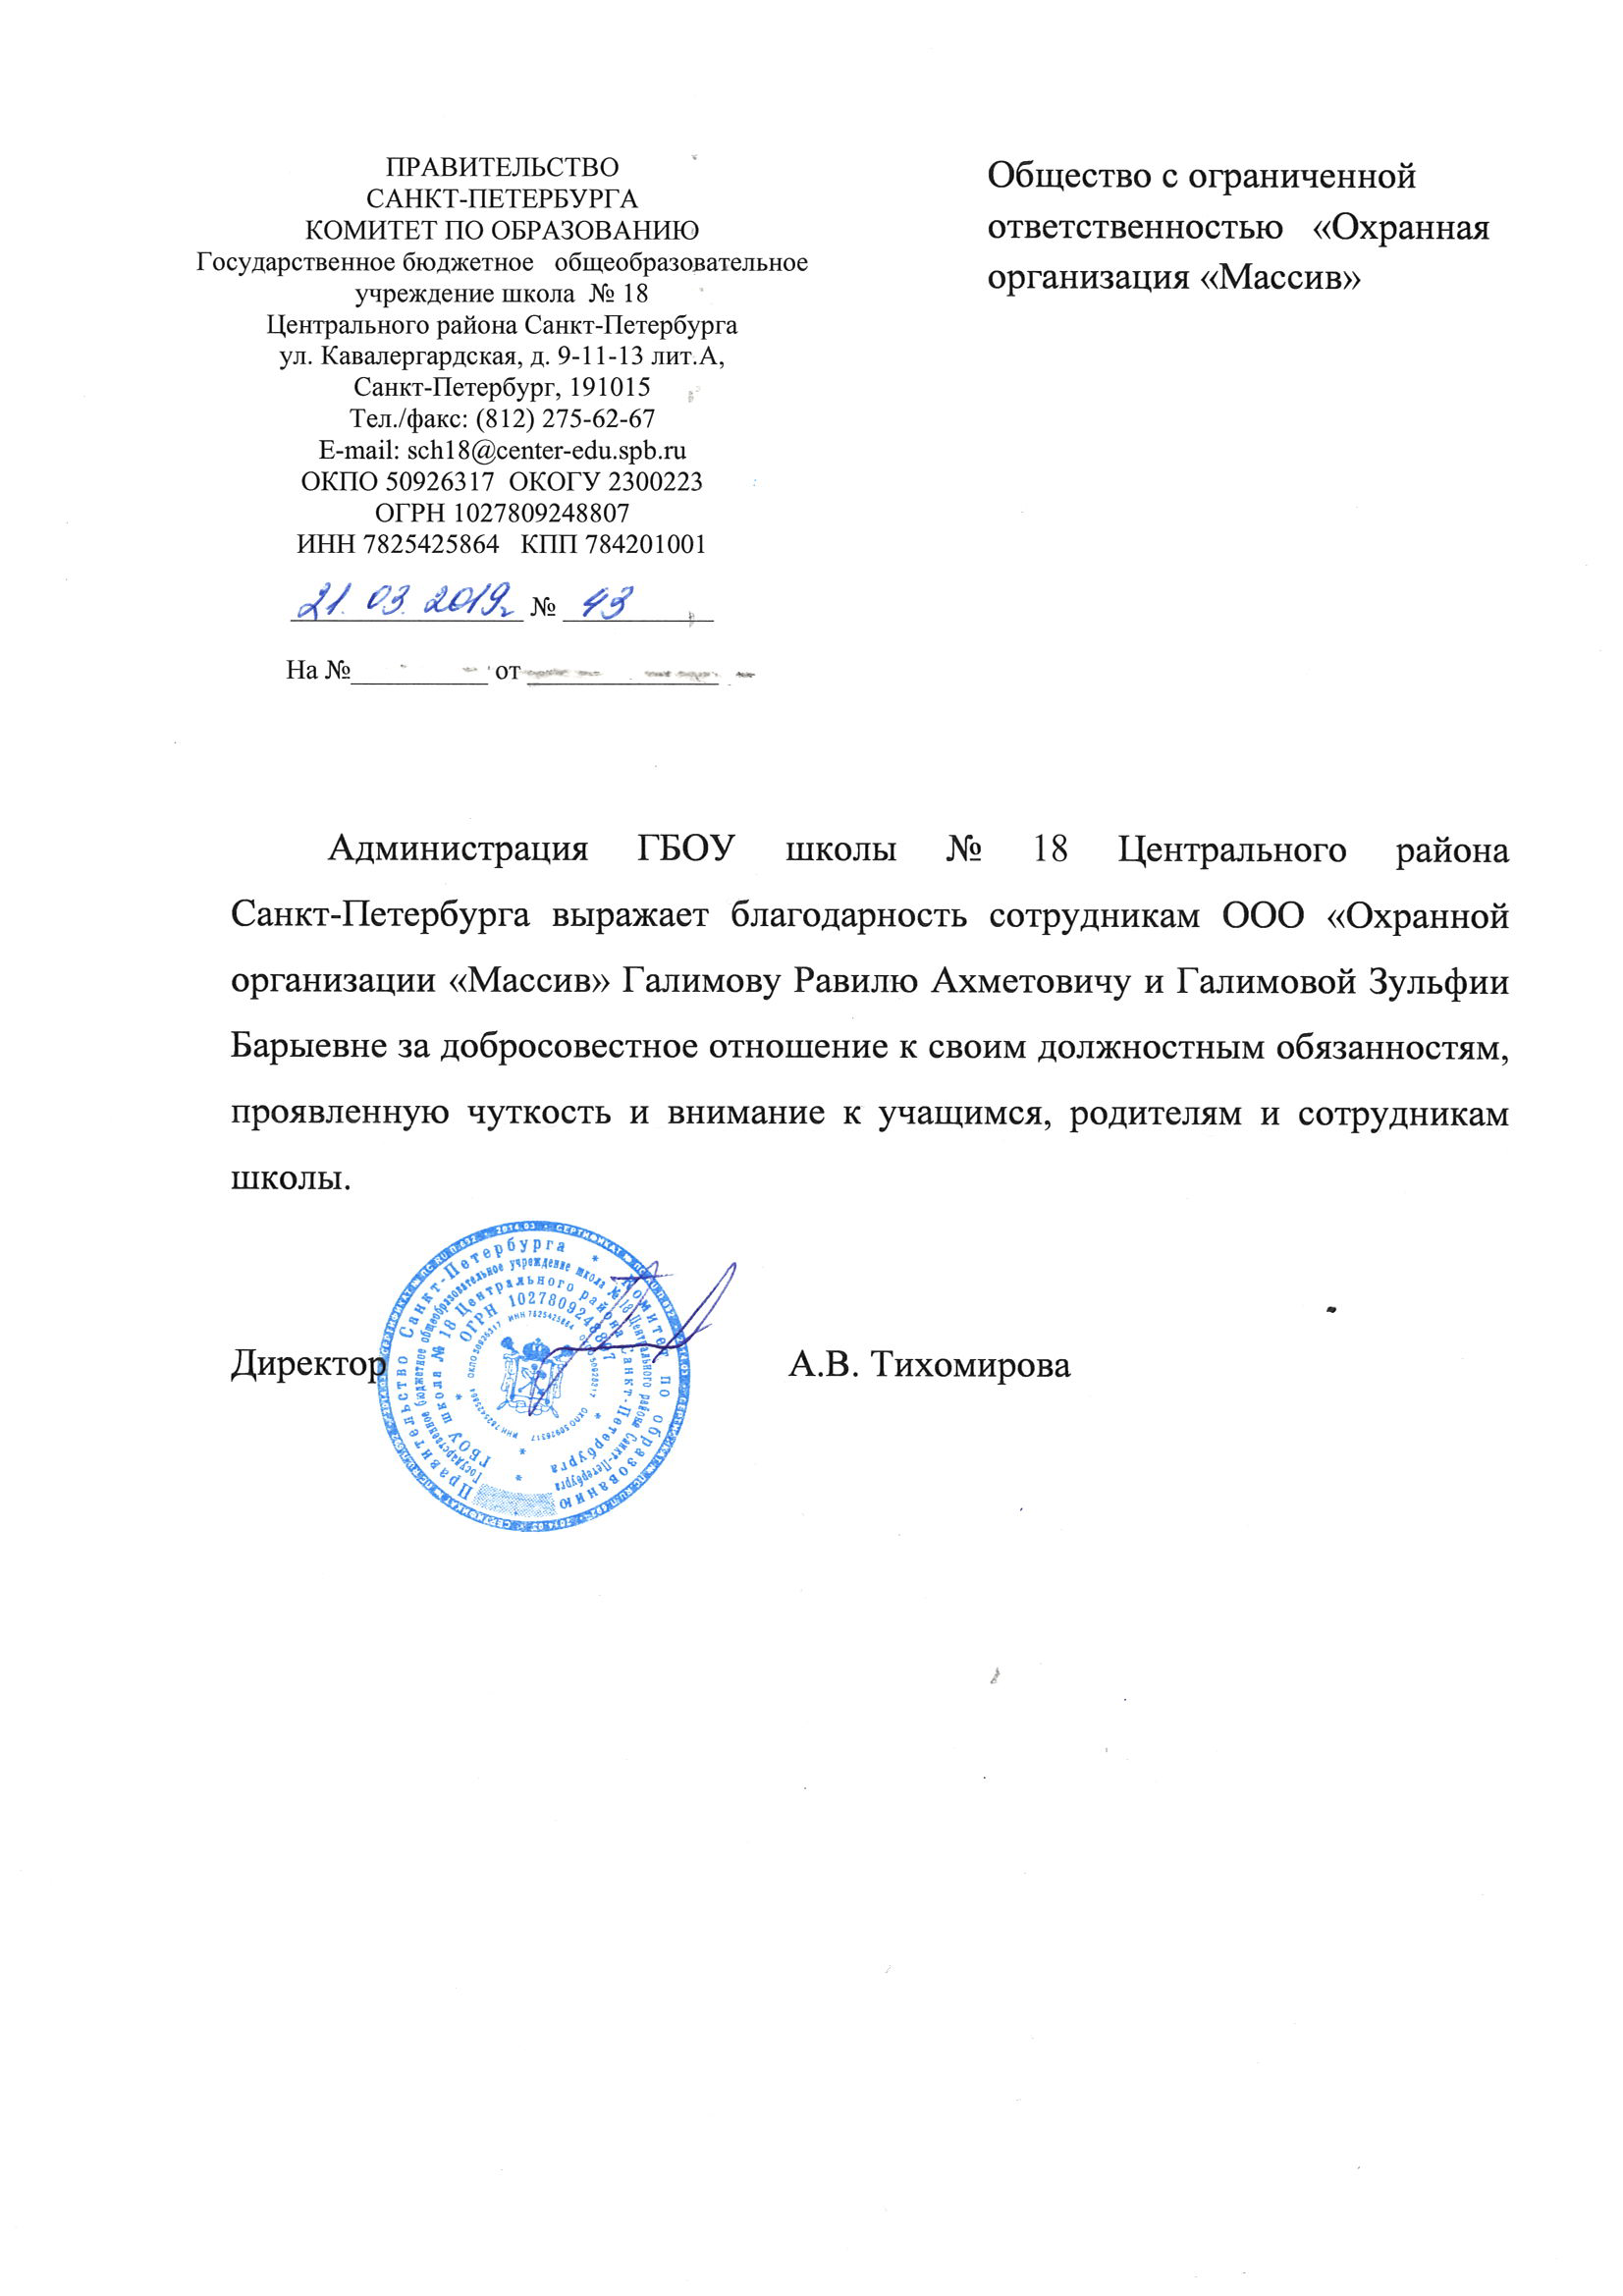 ПРАВИТЕЛЬСТВО
САНКТ-ПЕТЕРБУРГА
КОМИТЕТ ПО ОБРАЗОВАНИЮ
Государственное бюджетное общеобразовательное
учреждение школа № 18
Центрального района Санкт-Петербурга
ул. Кавалергардская, д. 9-11-13 лит.А,
Санкт-Петербург, 191015
Тел./факс: (812) 275-62-67
E-mail: sch18@center-edu.spb.ru
ОКПО 50926317 ОКОГУ 2300223
ОГРН 1027809248807
ИНН 7825425864 КПП 784201001
21.03.2019г № 43
На №__________ от ______________
Общество с ограниченной
ответственностью «Охранная
организация «Массив»
Администрация ГБОУ школы № 18 Центрального района
Санкт-Петербурга выражает благодарность сотрудникам ООО «Охранной
организации «Массив» Галимову Равилю Ахметовичу и Галимовой Зульфии
Барыевне за добросовестное отношение к своим должностным обязанностям,
проявленную чуткость и внимание к учащимся, родителям и сотрудникам
школы.
Директор А.В. Тихомирова
Правительство Санкт-Петербурга * Комитет по образованию
Государственное бюджетное общеобразовательное учреждение школа № 18 Центрального района Санкт-Петербурга
ГБОУ школа № 18 Центрального района Санкт-Петербурга
ОГРН 1027809248807
ОКПО 50926317 ИНН 7825425864